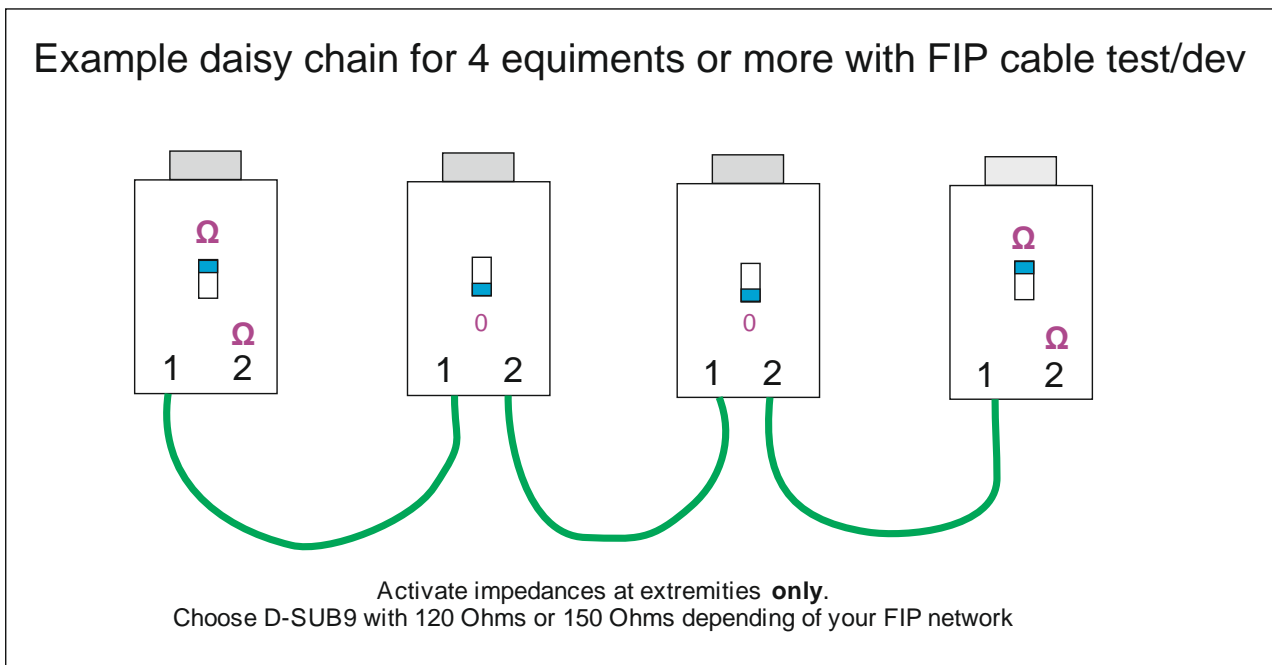 Example daisy chain for 4 equiments or more with FIP cable test/dev
Ω
Ω
1 2
0
1 2
0
1 2
Ω
Ω
1 2
Activate impedances at extremities only.
Choose D-SUB9 with 120 Ohms or 150 Ohms depending of your FIP network